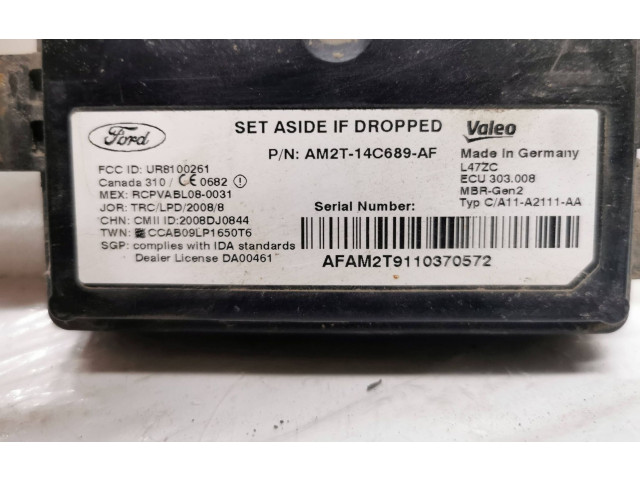 Ford
SET ASIDE IF DROPPED
Valeo
P/N: AM2T-14C689-AF
Made in Germany
L47ZC
ECU 303.008
MBR-Gen2
Typ C/A11-A2111-AA
FCC ID: UR8100261
Canada 310 / CE 0682
MEX: RCPVABL08-0031
JOR: TRC/LPD/2008/8
CHN: CMII ID:2008DJ0844
TWN: CCAB09LP1650T6
SGP: complies with IDA standards
Dealer License DA00461
Serial Number:
AFAM2T9110370572